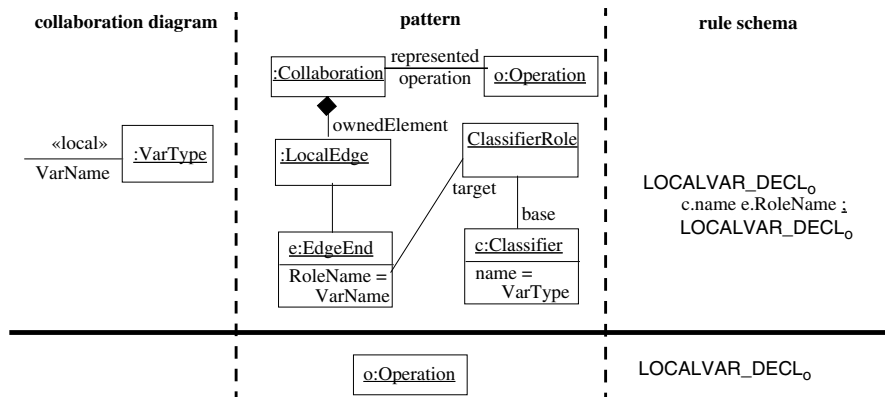 collaboration diagram
pattern
rule schema
:Collaboration
represented
operation
o:Operation
ownedElement
«local»
VarName
:VarType
:LocalEdge
ClassifierRole
target
base
e:EdgeEnd
RoleName =
VarName
c:Classifier
name =
VarType
LOCALVAR_DECLo
c.name e.RoleName ;
LOCALVAR_DECLo
o:Operation
LOCALVAR_DECLo